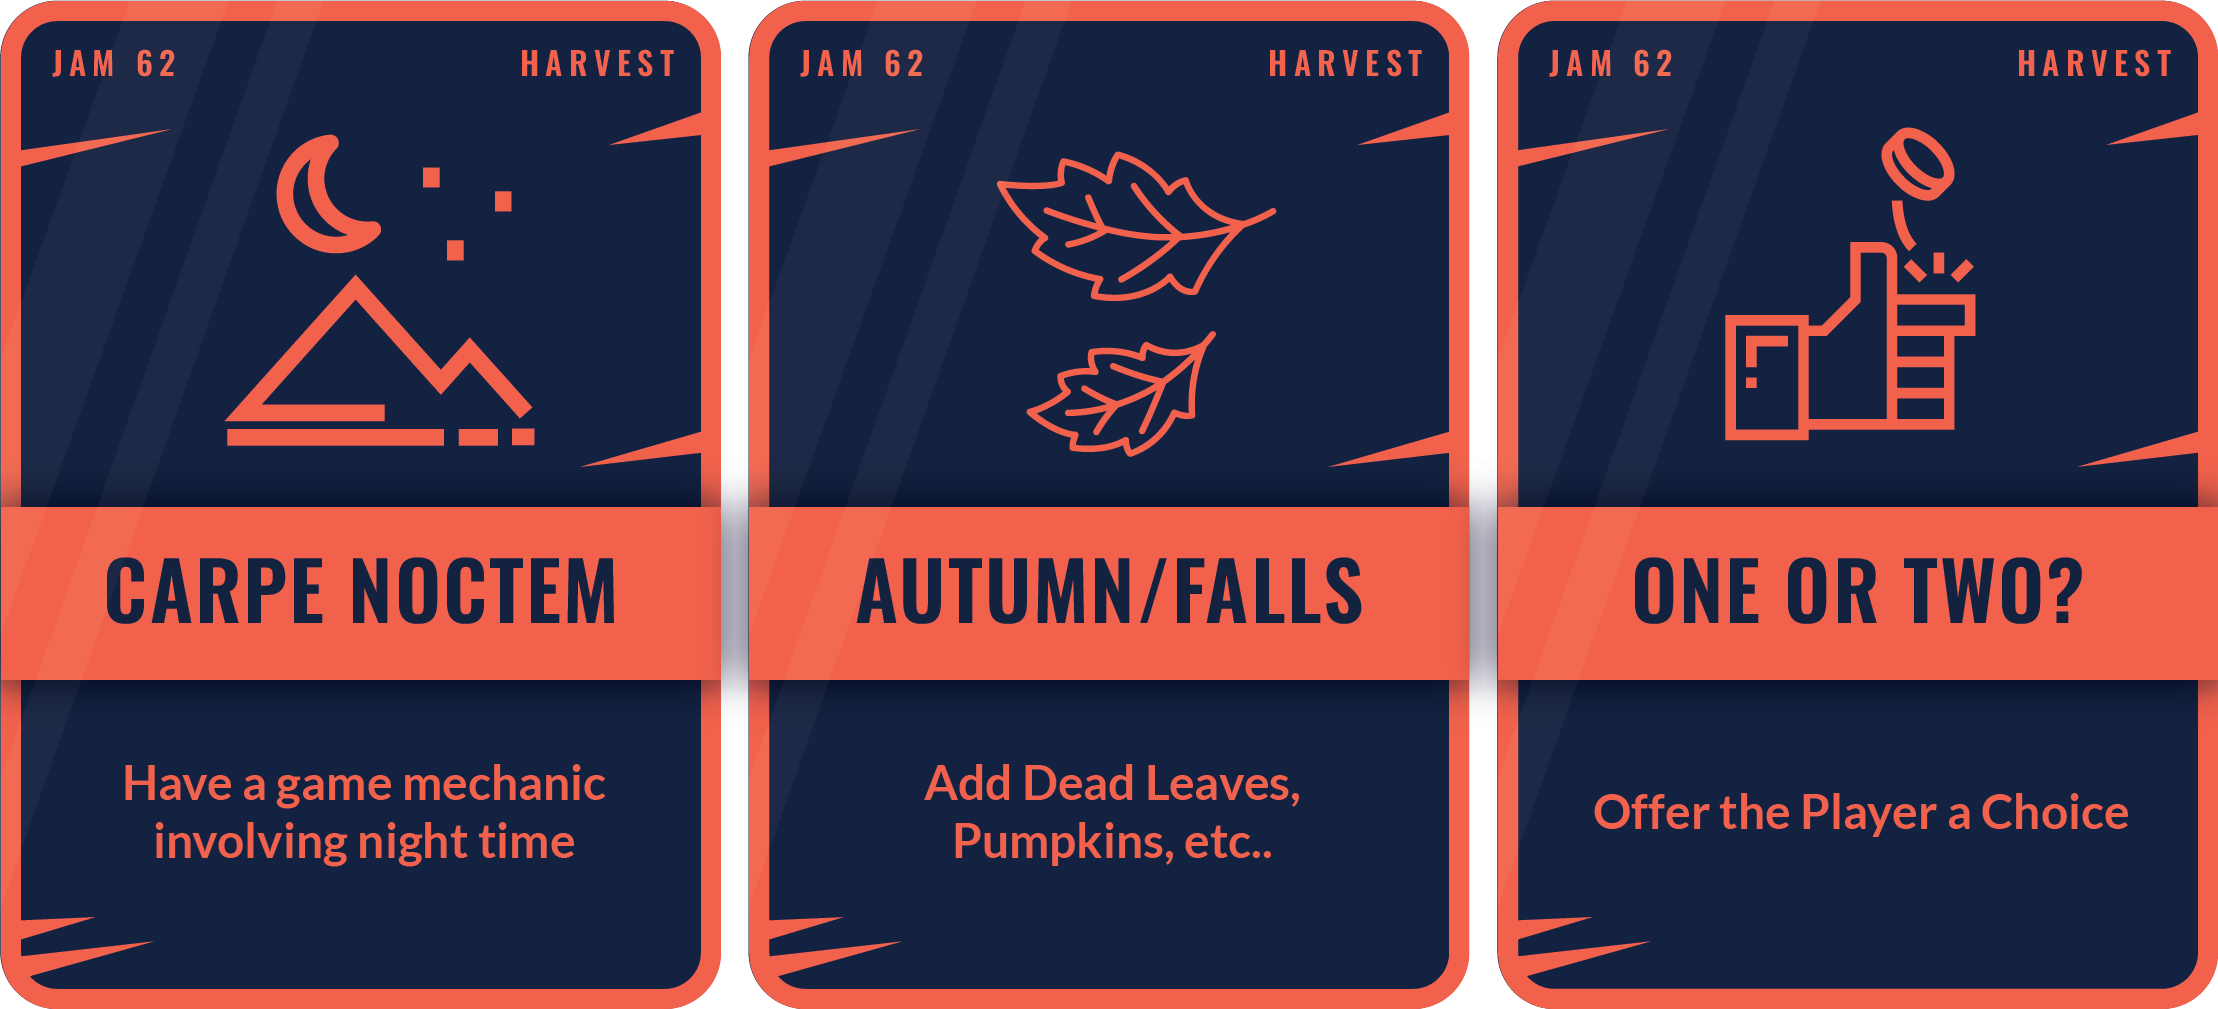 JAM 62
HARVEST
CARPE NOCTEM
Have a game mechanic
involving night time
JAM 62
HARVEST
AUTUMN/FALLS
Add Dead Leaves,
Pumpkins, etc..
JAM 62
HARVEST
ONE OR TWO?
Offer the Player a Choice